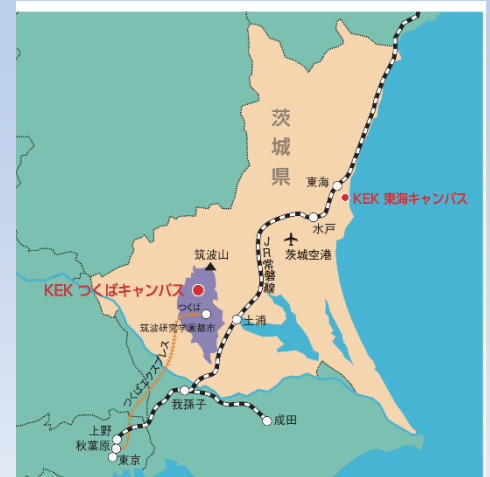 茨城県
東海
KEK 東海キャンパス
水戸
JR常磐線
茨城空港
筑波山
KEK つくばキャンパス
つくば
筑波研究学園都市
土浦
つくばエクスプレス
我孫子
成田
上野
秋葉原
東京